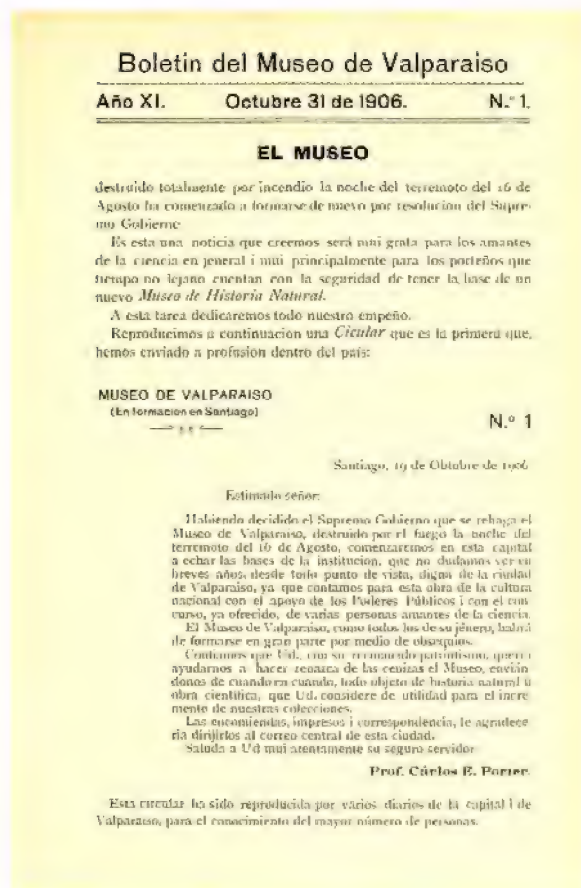 Boletin del Museo de Valparaiso
Año XI. Octubre 31 de 1906. N.º 1.
EL MUSEO
destruido totalmente por incendio la noche del terremoto del 16 de
Agosto ha comenzado a formarse de nuevo por resolucion del Supre-
mo Gobierno
Es esta una noticia que creemos será mui grata para los amantes
de la ciencia en jeneral i mui principalmente para los porteños que
tiempo no lejano cuentan con la seguridad de tener la base de un
nuevo Museo de Historia Natural.
A esta tarea dedicaremos todo nuestro empeño.
Reproducimos a continuacion una Cicular que es la primera que,
hemos enviado a profusion dentro del país:
MUSEO DE VALPARAISO
(En formacion en Santiago)
N.º 1
Santiago, 19 de Obtubre de 1906
Estimado señor:
Habiendo decidido el Supremo Gobierno que se rehaga el
Museo de Valparaiso, destruido por el fuego la noche del
terremoto del 16 de Agosto, comenzaremos en esta capital
a echar las bases de la institucion, que no dudamos ver en
breves años, desde todo punto de vista, digna de la ciudad
de Valparaiso, ya que contamos para esta obra de la cultura
nacional con el apoyo de los Poderes Públicos i con el con
curso, ya ofrecido, de varias personas amantes de la ciencia.
El Museo de Valparaiso, como todos los de su jénero, habrá
de formarse en gran parte por medio de obsequios.
Confiamos que Ud., con su reconocido patriotismo, querrá
ayudarnos a hacer renazca de las cenizas el Museo, envián
donos de cuando en cuando, todo objeto de historia natural u
obra científica, que Ud. considere de utilidad para el incre
mento de nuestras colecciones.
Las encomiendas, impresos i correspondencia, le agradece
ria dirijirlos al correo central de esta ciudad.
Saluda a Ud mui atentamente su seguro servidor
Prof. Cárlos E. Porter.
Esta circular ha sido reproducida por varios diarios de la capital i de
Valparaiso, para el conocimiento del mayor número de personas.